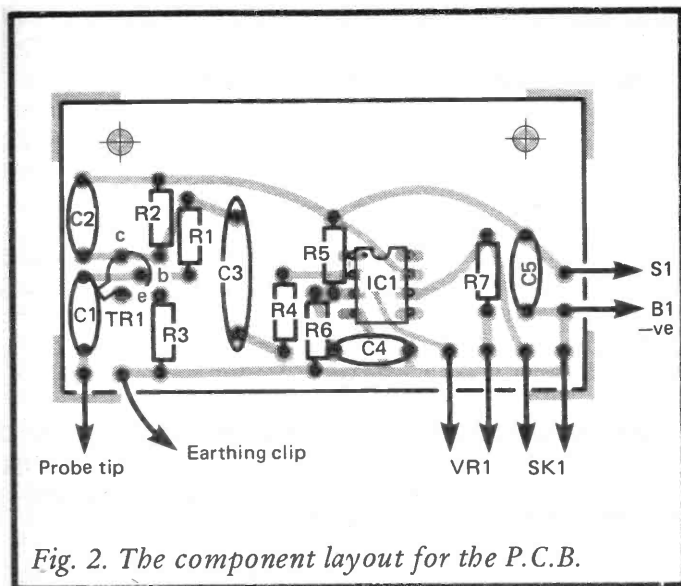 C2
R2
R1
C3
R5
IC1
R7
C5
S1
B1
—ve
c
b
e
C1
TR1
R3
R4
R6
C4
Probe tip
Earthing clip
VR1
SK1
Fig. 2. The component layout for the P.C.B.